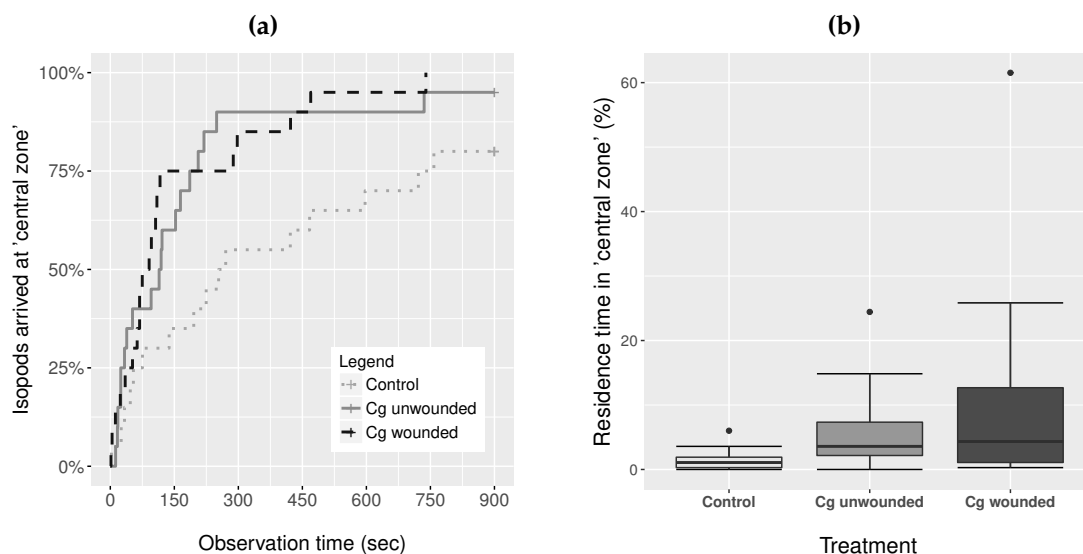 (a)
Isopods arrived at 'central zone'
100%
75%
50%
25%
0%
Legend
Control
Cg unwounded
Cg wounded
0 150 300 450 600 750 900
Observation time (sec)
(b)
Residence time in 'central zone' (%)
60
40
20
0
Control Cg unwounded Cg wounded
Treatment